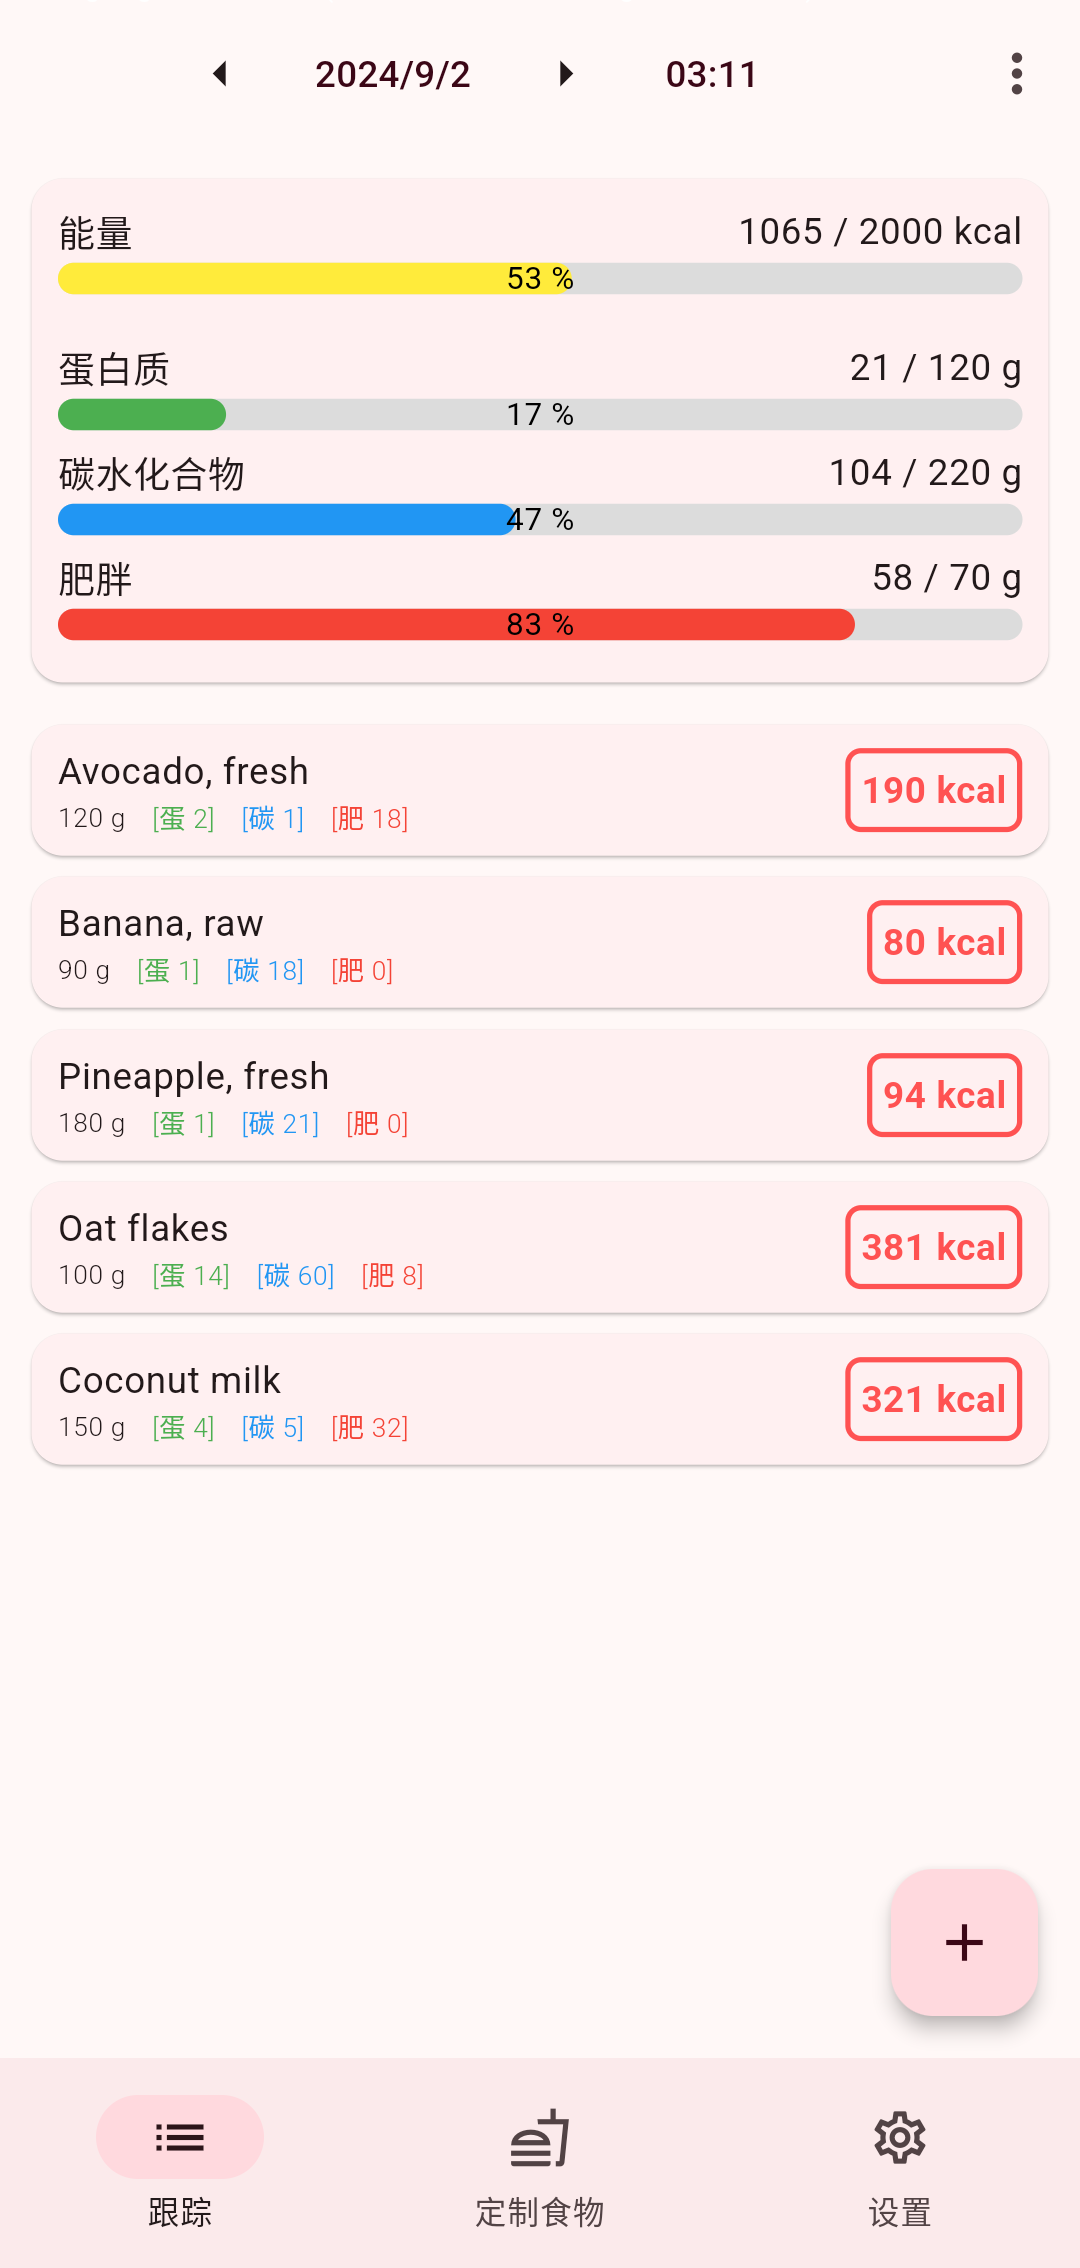 2024/9/2 03:11
能量 1065 / 2000 kcal
53 %
蛋白质 21 / 120 g
17 %
碳水化合物 104 / 220 g
47 %
肥胖 58 / 70 g
83 %
Avocado, fresh
120 g [蛋 2] [碳 1] [肥 18]
190 kcal
Banana, raw
90 g [蛋 1] [碳 18] [肥 0]
80 kcal
Pineapple, fresh
180 g [蛋 1] [碳 21] [肥 0]
94 kcal
Oat flakes
100 g [蛋 14] [碳 60] [肥 8]
381 kcal
Coconut milk
150 g [蛋 4] [碳 5] [肥 32]
321 kcal
跟踪 定制食物 设置